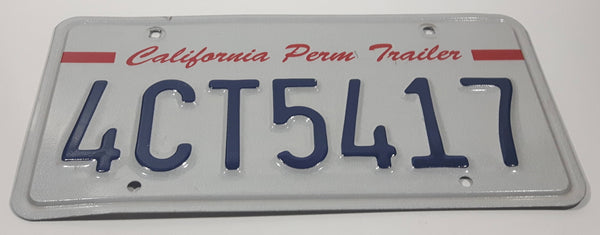 California Perm Trailer
4CT5417